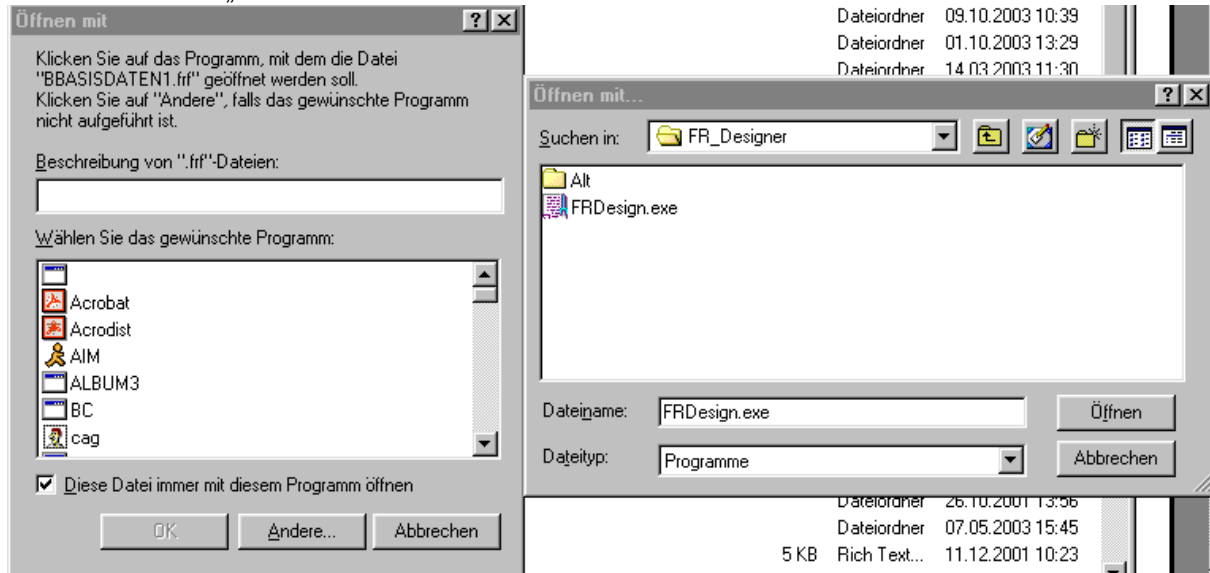 Öffnen mit
Klicken Sie auf das Programm, mit dem die Datei
"BBASISDATEN1.frf" geöffnet werden soll.
Klicken Sie auf "Andere", falls das gewünschte Programm
nicht aufgeführt ist.
Beschreibung von ".frf"-Dateien:
Wählen Sie das gewünschte Programm:
Acrobat
Acrodist
AIM
ALBUM3
BC
cag
Diese Datei immer mit diesem Programm öffnen
OK Andere... Abbrechen
Dateiordner 09.10.2003 10:39
Dateiordner 01.10.2003 13:29
Dateiordner 14.03.2003 11:30
Öffnen mit...
Suchen in: FR_Designer
Alt
FRDesign.exe
Dateiname: FRDesign.exe Öffnen
Dateityp: Programme Abbrechen
Dateiordner 26.10.2001 13:56
Dateiordner 07.05.2003 15:45
5 KB Rich Text... 11.12.2001 10:23